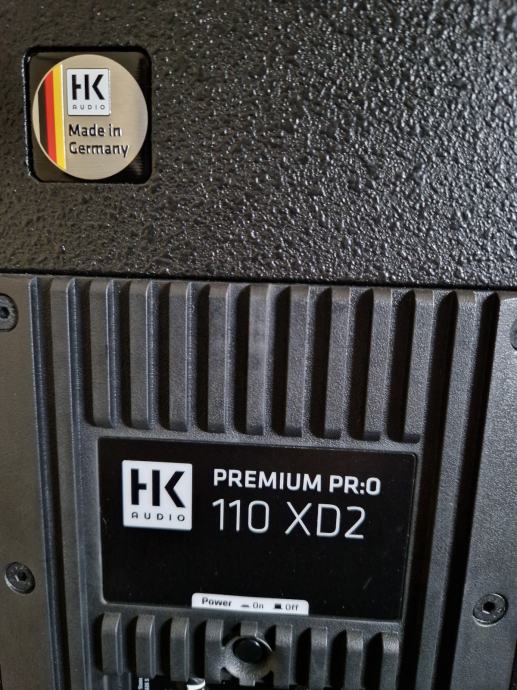 HK
AUDIO
Made in
Germany
HK
AUDIO
PREMIUM PR:O
110 XD2
Power On Off